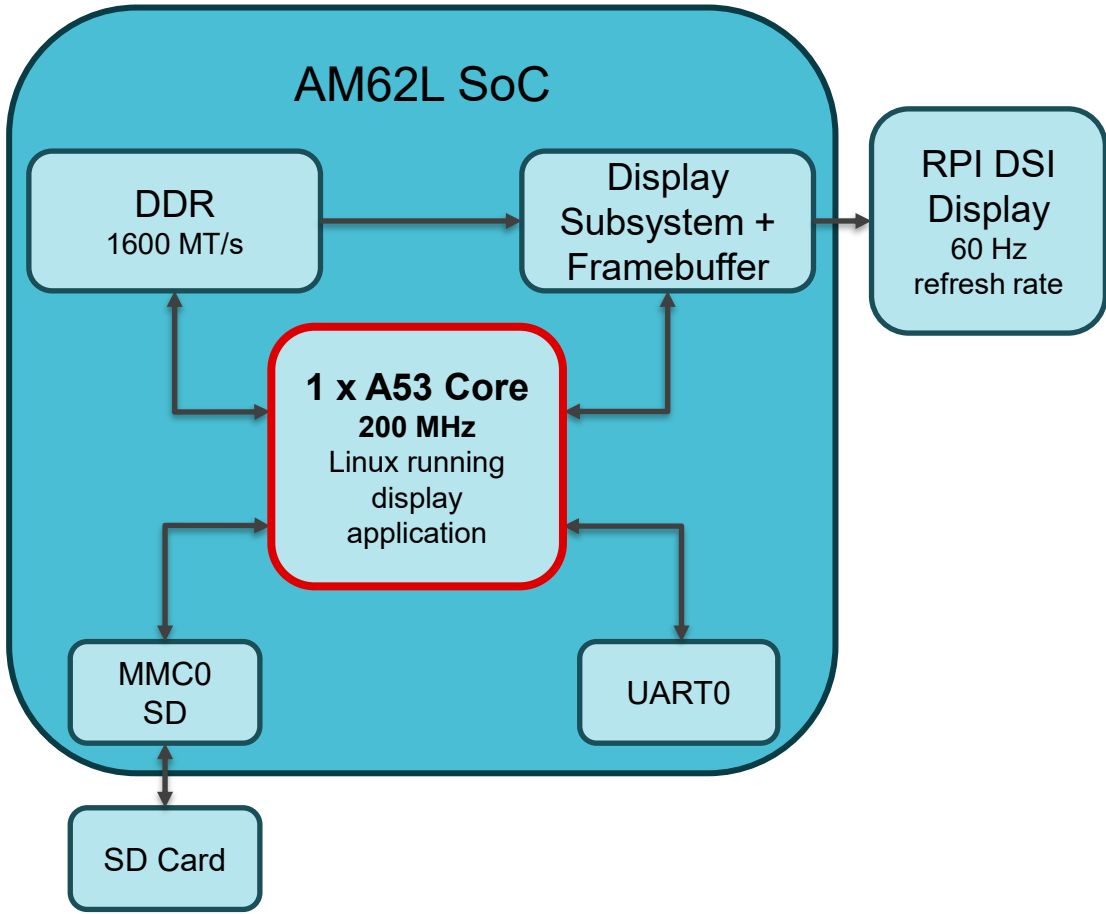 AM62L SoC
DDR
1600 MT/s
Display
Subsystem +
Framebuffer
RPI DSI
Display
60 Hz
refresh rate
1 x A53 Core
200 MHz
Linux running
display
application
MMC0
SD
UART0
SD Card